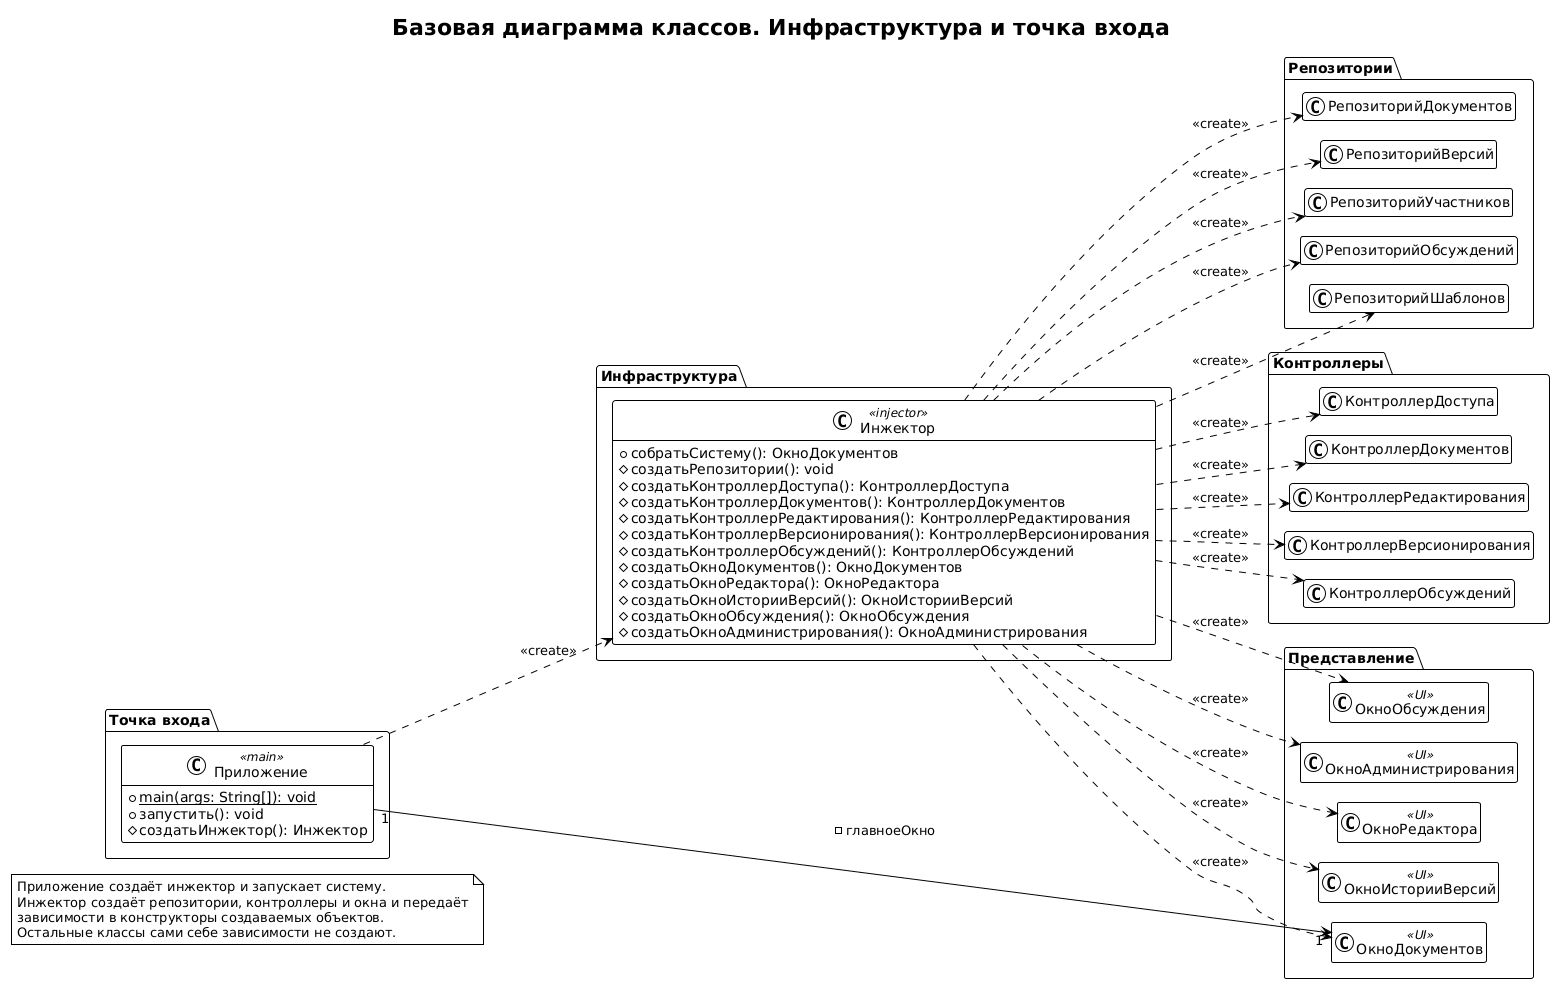 Базовая диаграмма классов. Инфраструктура и точка входа
Репозитории
C РепозиторийДокументов
C РепозиторийВерсий
C РепозиторийУчастников
C РепозиторийОбсуждений
C РепозиторийШаблонов
«create»
«create»
«create»
«create»
«create»
Контроллеры
C КонтроллерДоступа
C КонтроллерДокументов
C КонтроллерРедактирования
C КонтроллерВерсионирования
C КонтроллерОбсуждений
«create»
«create»
«create»
«create»
«create»
Инфраструктура
«injector»
C Инжектор
собратьСистему(): ОкноДокументов
создатьРепозитории(): void
создатьКонтроллерДоступа(): КонтроллерДоступа
создатьКонтроллерДокументов(): КонтроллерДокументов
создатьКонтроллерРедактирования(): КонтроллерРедактирования
создатьКонтроллерВерсионирования(): КонтроллерВерсионирования
создатьКонтроллерОбсуждений(): КонтроллерОбсуждений
создатьОкноДокументов(): ОкноДокументов
создатьОкноРедактора(): ОкноРедактора
создатьОкноИсторииВерсий(): ОкноИсторииВерсий
создатьОкноОбсуждения(): ОкноОбсуждения
создатьОкноАдминистрирования(): ОкноАдминистрирования
«create»
Представление
«UI»
C ОкноОбсуждения
«UI»
C ОкноАдминистрирования
«UI»
C ОкноРедактора
«UI»
C ОкноИсторииВерсий
«UI»
C ОкноДокументов
«create»
«create»
«create»
«create»
«create»
Точка входа
«main»
C Приложение
main(args: String[]): void
запустить(): void
создатьИнжектор(): Инжектор
1
главноеОкно
1
Приложение создаёт инжектор и запускает систему.
Инжектор создаёт репозитории, контроллеры и окна и передаёт
зависимости в конструкторы создаваемых объектов.
Остальные классы сами себе зависимости не создают.